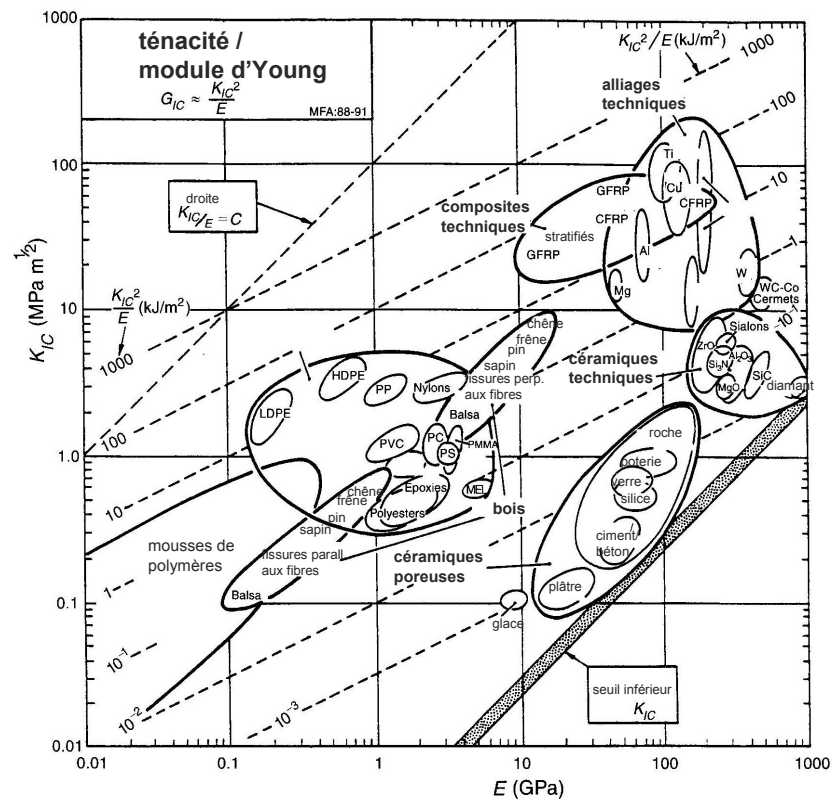 ténacité /
module d'Young
G_IC ≈ K_IC²/E
MFA:88-91
K_IC²/E (kJ/m²)
1000
alliages
techniques
100
10
1
10⁻¹
droite
K_IC/E = C
composites
techniques
stratifiés
GFRP
GFRP
CFRP
CFRP
Ti
Cu
Al
Mg
W
WC-Co
Cermets
K_IC²/E (kJ/m²)
1000
100
10
1
10⁻¹
10⁻²
10⁻³
céramiques
techniques
Sialons
ZrO₂
Al₂O₃
Si₃N₄
MgO
SiC
diamant
chêne
frêne
pin
sapin
fissures perp.
aux fibres
Balsa
LDPE
HDPE
PP
Nylons
PVC
PC
PS
PMMA
Epoxies
MEL
Polyesters
chêne
frêne
pin
sapin
fissures parall.
aux fibres
Balsa
bois
mousses de
polymères
céramiques
poreuses
roche
poterie
verre
silice
ciment
béton
plâtre
glace
seuil inférieur
K_IC
K_IC (MPa m^½)
1000
100
10
1.0
0.1
0.01
0.01
0.1
1
10
100
1000
E (GPa)